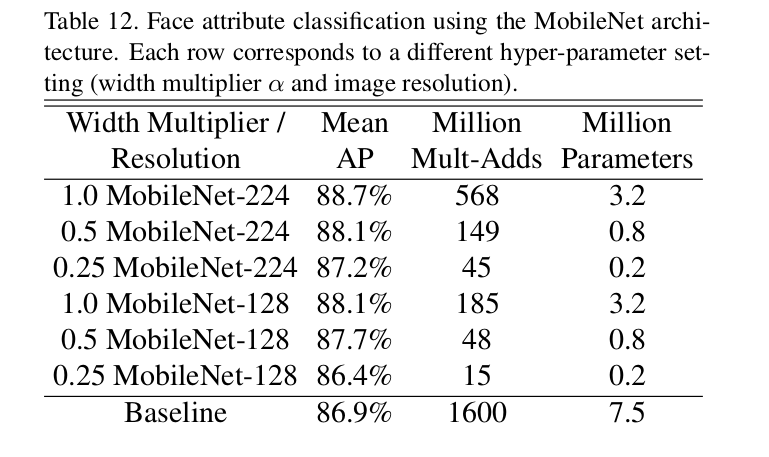 Table 12. Face attribute classification using the MobileNet archi-
tecture. Each row corresponds to a different hyper-parameter set-
ting (width multiplier α and image resolution).
Width Multiplier / Mean Million Million
Resolution AP Mult-Adds Parameters
1.0 MobileNet-224 88.7% 568 3.2
0.5 MobileNet-224 88.1% 149 0.8
0.25 MobileNet-224 87.2% 45 0.2
1.0 MobileNet-128 88.1% 185 3.2
0.5 MobileNet-128 87.7% 48 0.8
0.25 MobileNet-128 86.4% 15 0.2
Baseline 86.9% 1600 7.5